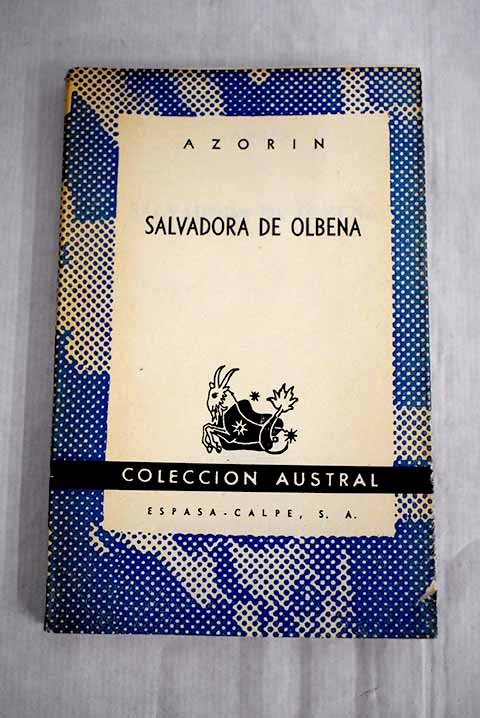 AZORIN
SALVADORA DE OLBENA
COLECCION AUSTRAL
ESPASA-CALPE, S. A.